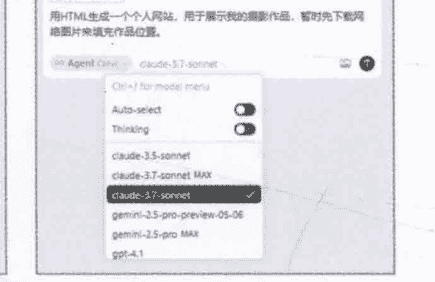 用HTML生成一个个人网站，用于展示我的摄影作品，暂时先下载网
络图片来填充作品位置。
Agent claude-3.7-sonnet
Ctrl+/ for model menu
Auto-select
Thinking
claude-3.5-sonnet
claude-3.7-sonnet MAX
claude-3.7-sonnet
gemini-2.5-pro-preview-05-06
gemini-2.5-pro MAX
gpt-4.1